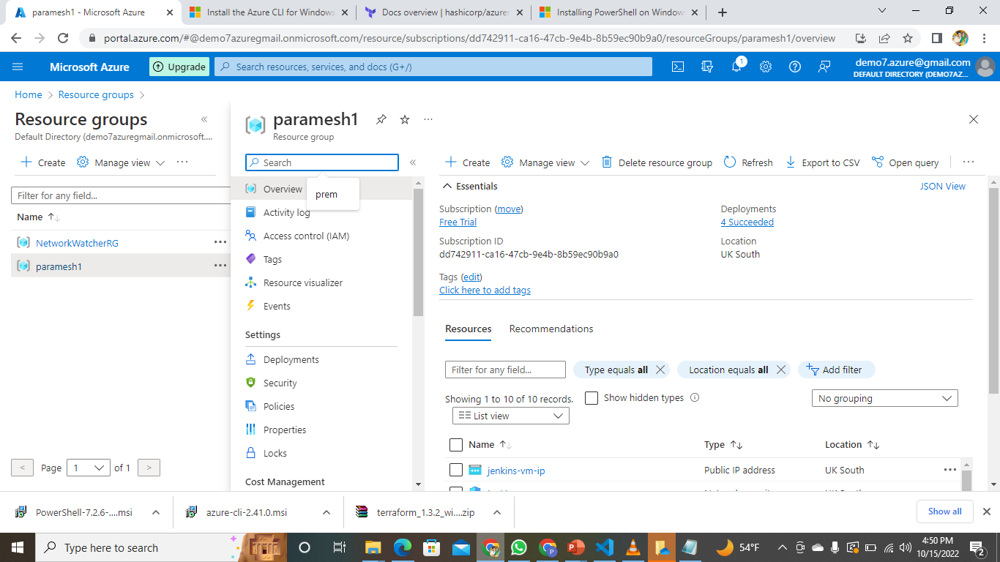 paramesh1 - Microsoft Azure
Install the Azure CLI for Windows
Docs overview | hashicorp/azurer
Installing PowerShell on Window
portal.azure.com/#@demo7azuregmail.onmicrosoft.com/resource/subscriptions/dd742911-ca16-47cb-9e4b-8b59ec90b9a0/resourceGroups/paramesh1/overview
Microsoft Azure
Upgrade
Search resources, services, and docs (G+/)
1
demo7.azure@gmail.com
DEFAULT DIRECTORY (DEMO7AZ...
Home
Resource groups
Resource groups
Default Directory (demo7azuregmail.onmicrosoft....
Create
Manage view
Filter for any field...
Name
NetworkWatcherRG
paramesh1
< Page 1 of 1 >
paramesh1
Resource group
Search
prem
Overview
Activity log
Access control (IAM)
Tags
Resource visualizer
Events
Settings
Deployments
Security
Policies
Properties
Locks
Cost Management
Create
Manage view
Delete resource group
Refresh
Export to CSV
Open query
Essentials
JSON View
Subscription (move)
Free Trial
Deployments
4 Succeeded
Subscription ID
dd742911-ca16-47cb-9e4b-8b59ec90b9a0
Location
UK South
Tags (edit)
Click here to add tags
Resources
Recommendations
Filter for any field...
Type equals all
Location equals all
Add filter
Showing 1 to 10 of 10 records.
Show hidden types
No grouping
List view
Name
Type
Location
jenkins-vm-ip
Public IP address
UK South
PowerShell-7.2.6-....msi
azure-cli-2.41.0.msi
terraform_1.3.2_wi....zip
Show all
Type here to search
54°F
4:50 PM
10/15/2022
2